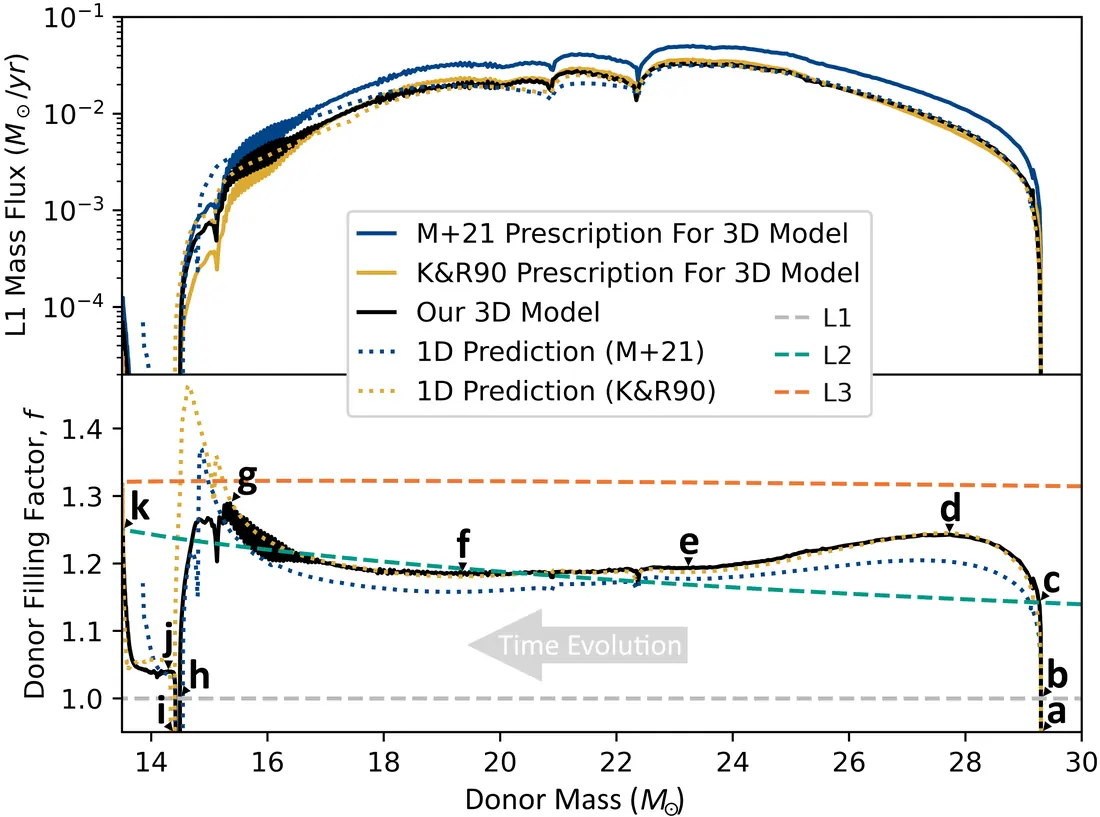 10⁻¹
10⁻²
10⁻³
10⁻⁴
L1 Mass Flux (M⊙/yr)
M+21 Prescription For 3D Model
K&R90 Prescription For 3D Model
Our 3D Model
1D Prediction (M+21)
1D Prediction (K&R90)
L1
L2
L3
Donor Filling Factor, f
1.4
1.3
1.2
1.1
1.0
k
g
f
e
d
c
j
h
b
i
a
Time Evolution
14 16 18 20 22 24 26 28 30
Donor Mass (M⊙)